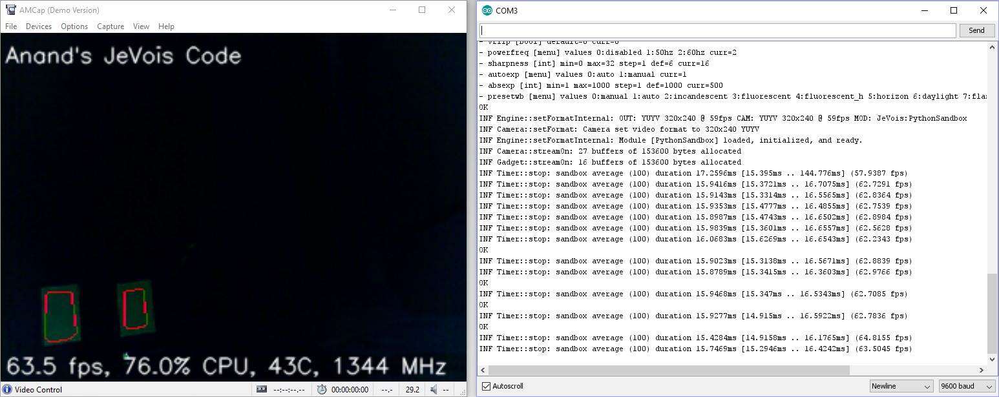 AMCap (Demo Version)
File Devices Options Capture View Help
Anand's JeVois Code
63.5 fps, 76.0% CPU, 43C, 1344 MHz
Video Control
--:--:--.--
00:00:00:00
--.-
29.2
--
COM3
Send
- powerfreq [menu] values 0:disabled 1:50hz 2:60hz curr=2
- sharpness [int] min=0 max=32 step=1 def=6 curr=16
- autoexp [menu] values 0:auto 1:manual curr=1
- absexp [int] min=1 max=1000 step=1 def=1000 curr=500
- presetwb [menu] values 0:manual 1:auto 2:incandescent 3:fluorescent 4:fluorescent_h 5:horizon 6:daylight 7:flas
OK
INF Engine::setFormatInternal: OUT: YUYV 320x240 @ 59fps CAM: YUYV 320x240 @ 59fps MOD: JeVois:PythonSandbox
INF Camera::setFormat: Camera set video format to 320x240 YUYV
INF Engine::setFormatInternal: Module [PythonSandbox] loaded, initialized, and ready.
INF Camera::streamOn: 27 buffers of 153600 bytes allocated
INF Gadget::streamOn: 16 buffers of 153600 bytes allocated
INF Timer::stop: sandbox average (100) duration 17.2596ms [15.395ms .. 144.776ms] (57.9387 fps)
INF Timer::stop: sandbox average (100) duration 15.9416ms [15.3721ms .. 16.7075ms] (62.7291 fps)
INF Timer::stop: sandbox average (100) duration 15.9143ms [15.3314ms .. 16.5565ms] (62.8364 fps)
INF Timer::stop: sandbox average (100) duration 15.9353ms [15.4777ms .. 16.4855ms] (62.7539 fps)
INF Timer::stop: sandbox average (100) duration 15.8987ms [15.4743ms .. 16.6502ms] (62.8984 fps)
INF Timer::stop: sandbox average (100) duration 15.9839ms [15.3601ms .. 16.6557ms] (62.5628 fps)
INF Timer::stop: sandbox average (100) duration 16.0683ms [15.6269ms .. 16.6543ms] (62.2343 fps)
OK
INF Timer::stop: sandbox average (100) duration 15.9023ms [15.3138ms .. 16.5671ms] (62.8839 fps)
INF Timer::stop: sandbox average (100) duration 15.8789ms [15.3415ms .. 16.3603ms] (62.9766 fps)
OK
INF Timer::stop: sandbox average (100) duration 15.9468ms [15.347ms .. 16.5343ms] (62.7085 fps)
OK
INF Timer::stop: sandbox average (100) duration 15.9277ms [14.915ms .. 16.5922ms] (62.7836 fps)
OK
INF Timer::stop: sandbox average (100) duration 15.4284ms [14.9158ms .. 16.1765ms] (64.8155 fps)
INF Timer::stop: sandbox average (100) duration 15.7469ms [15.2946ms .. 16.4242ms] (63.5045 fps)
Autoscroll
Newline
9600 baud